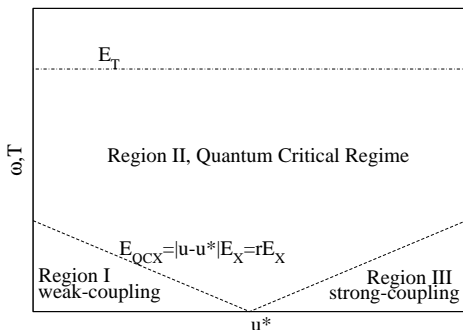 E_T
ω,T
Region II, Quantum Critical Regime
E_QCX=|u-u*|E_X=rE_X
Region I
weak-coupling
Region III
strong-coupling
u*